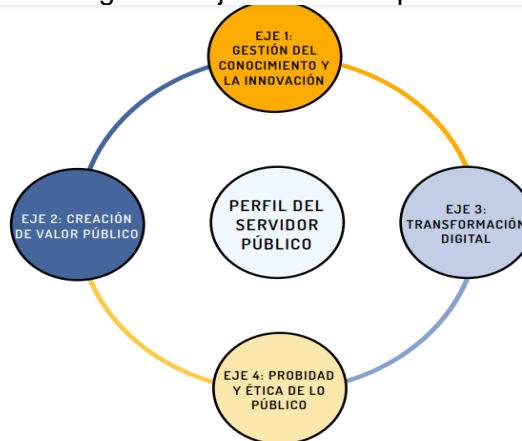 EJE 1:
GESTIÓN DEL
CONOCIMIENTO Y
LA INNOVACIÓN
EJE 2: CREACIÓN
DE VALOR PÚBLICO
PERFIL DEL
SERVIDOR
PÚBLICO
EJE 3:
TRANSFORMACIÓN
DIGITAL
EJE 4: PROBIDAD
Y ÉTICA DE LO
PÚBLICO